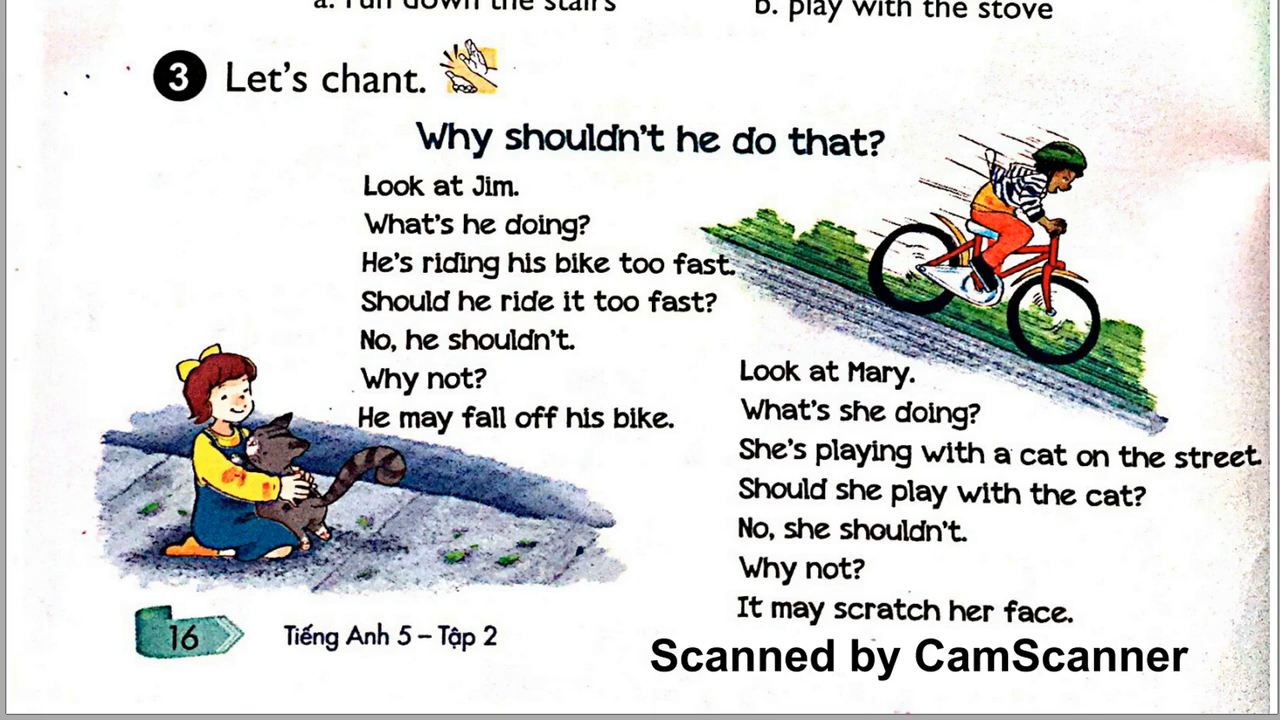 a. run down the stairs
b. play with the stove
3 Let's chant.
Why shouldn't he do that?
Look at Jim.
What's he doing?
He's riding his bike too fast.
Should he ride it too fast?
No, he shouldn't.
Why not?
He may fall off his bike.
Look at Mary.
What's she doing?
She's playing with a cat on the street.
Should she play with the cat?
No, she shouldn't.
Why not?
It may scratch her face.
16 Tiếng Anh 5 – Tập 2
Scanned by CamScanner